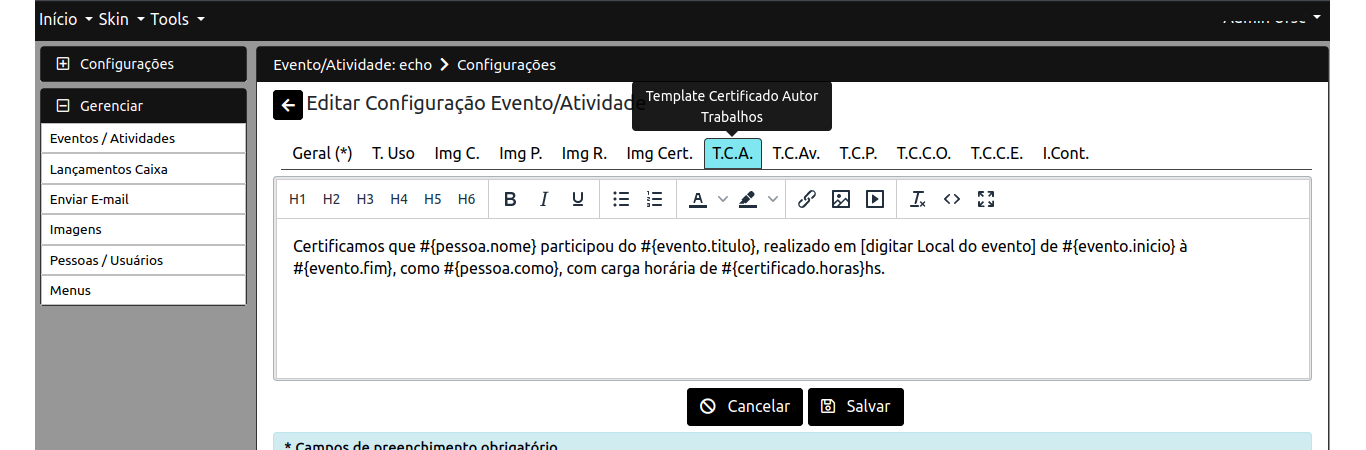 Início Skin Tools
Configurações
Gerenciar
Eventos / Atividades
Lançamentos Caixa
Enviar E-mail
Imagens
Pessoas / Usuários
Menus
Evento/Atividade: echo > Configurações
Editar Configuração Evento/Atividade
Template Certificado Autor
Trabalhos
Geral (*) T. Uso Img C. Img P. Img R. Img Cert. T.C.A. T.C.Av. T.C.P. T.C.C.O. T.C.C.E. I.Cont.
H1 H2 H3 H4 H5 H6 B I U A <>
Certificamos que #{pessoa.nome} participou do #{evento.titulo}, realizado em [digitar Local do evento] de #{evento.inicio} à
#{evento.fim}, como #{pessoa.como}, com carga horária de #{certificado.horas}hs.
Cancelar Salvar
* Campos de preenchimento obrigatório